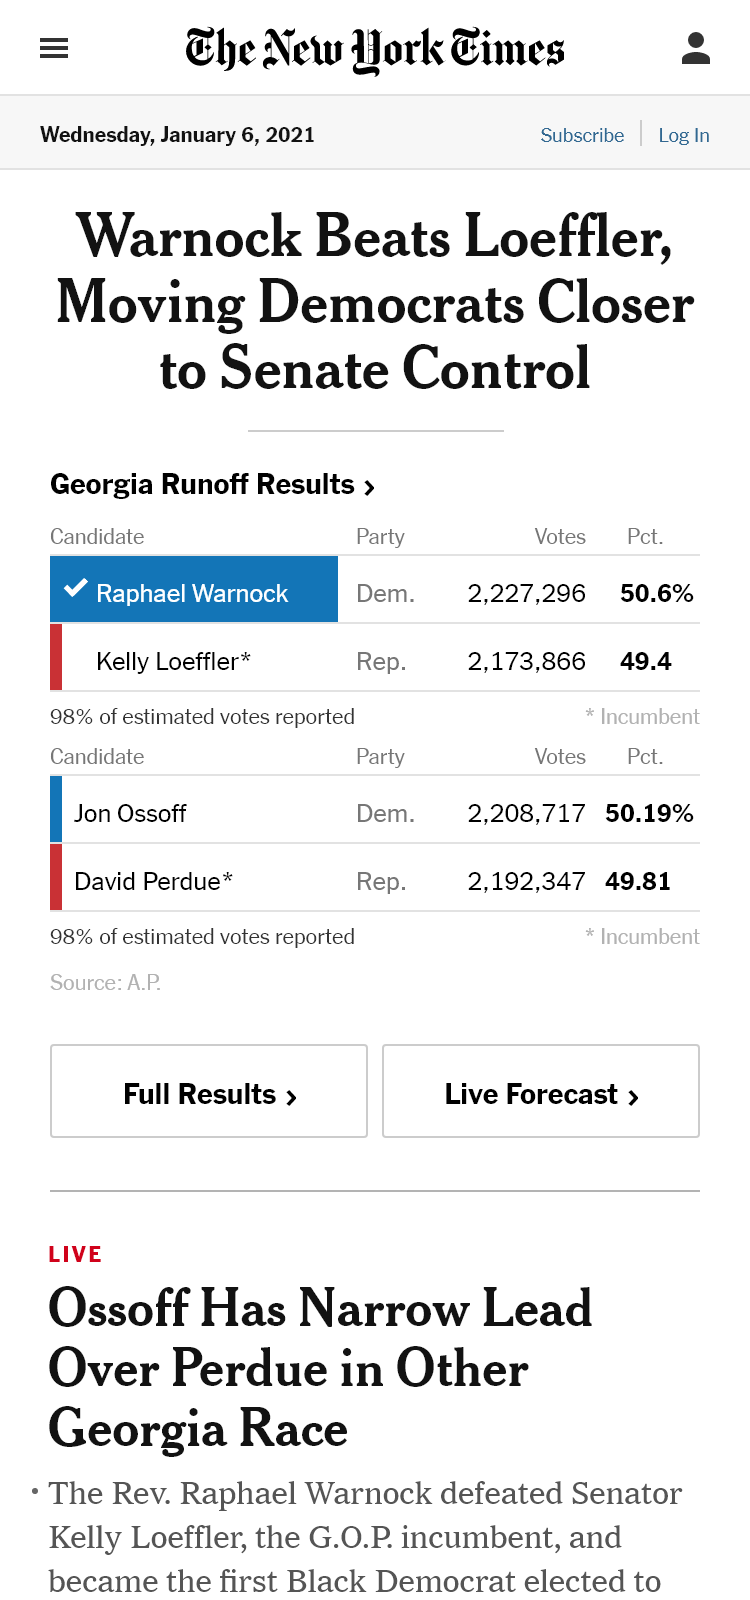 The New York Times
Wednesday, January 6, 2021 Subscribe Log In
Warnock Beats Loeffler,
Moving Democrats Closer
to Senate Control
Georgia Runoff Results ›
Candidate Party Votes Pct.
Raphael Warnock Dem. 2,227,296 50.6%
Kelly Loeffler* Rep. 2,173,866 49.4
98% of estimated votes reported * Incumbent
Candidate Party Votes Pct.
Jon Ossoff Dem. 2,208,717 50.19%
David Perdue* Rep. 2,192,347 49.81
98% of estimated votes reported * Incumbent
Source: A.P.
Full Results › Live Forecast ›
LIVE
Ossoff Has Narrow Lead
Over Perdue in Other
Georgia Race
• The Rev. Raphael Warnock defeated Senator
Kelly Loeffler, the G.O.P. incumbent, and
became the first Black Democrat elected to